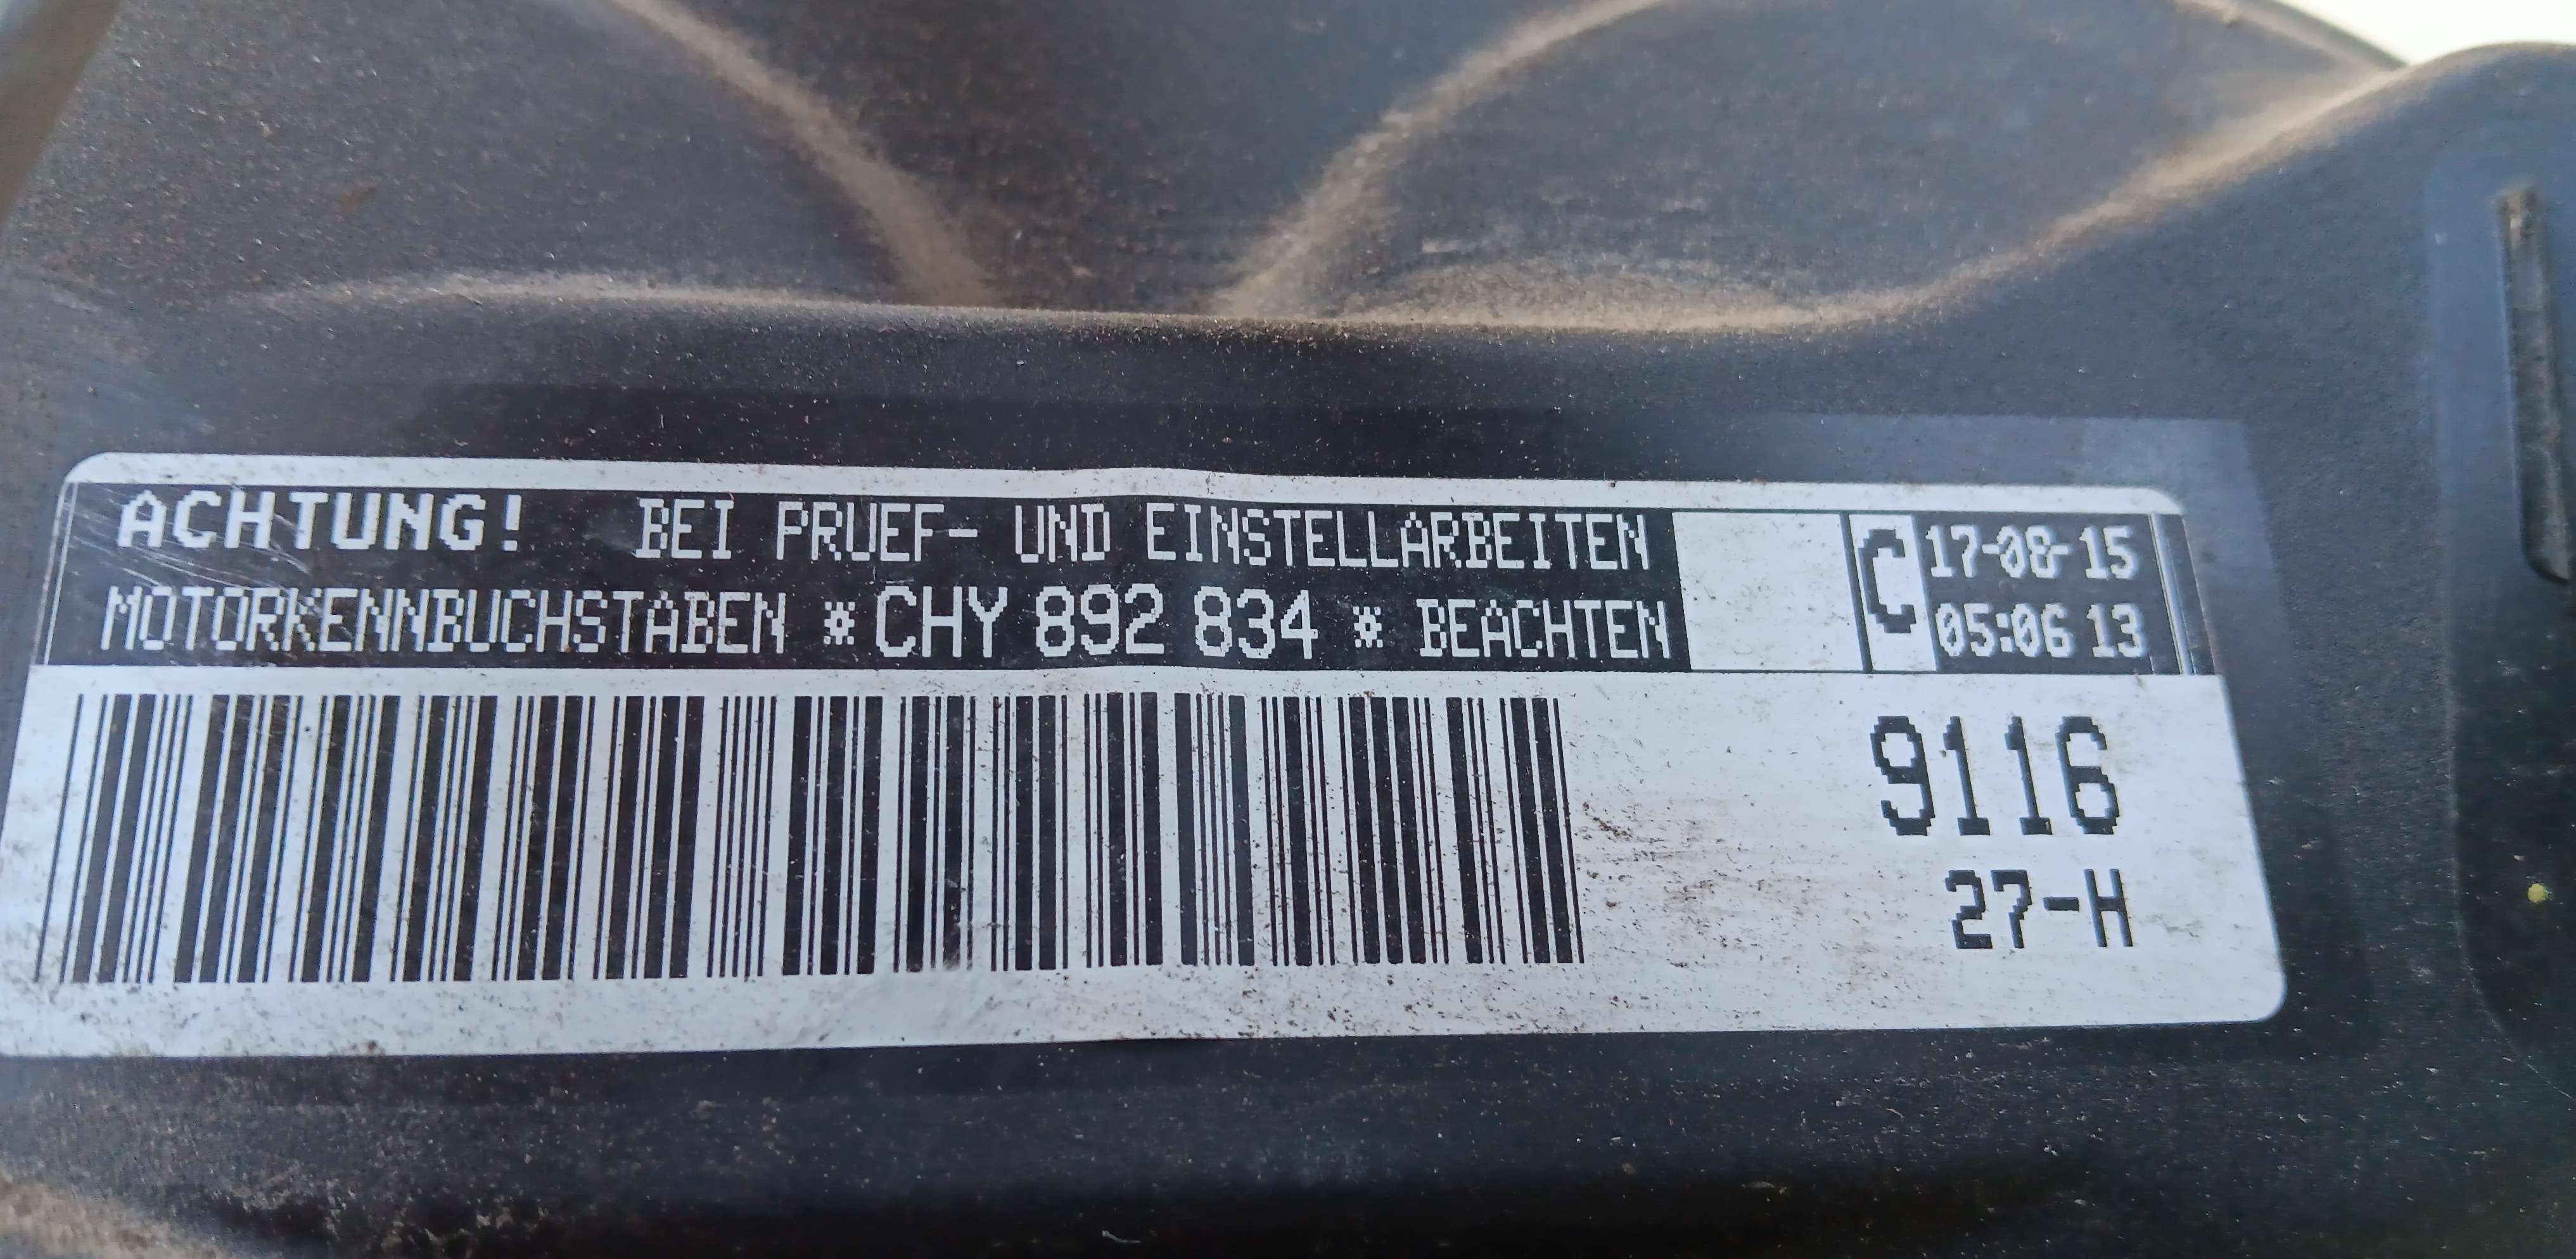 ACHTUNG! BEI PRUEF- UND EINSTELLARBEITEN
MOTORKENNBUCHSTABEN *CHY 892 834 * BEACHTEN
C
17-08-15
05:06 13
9116
27-H